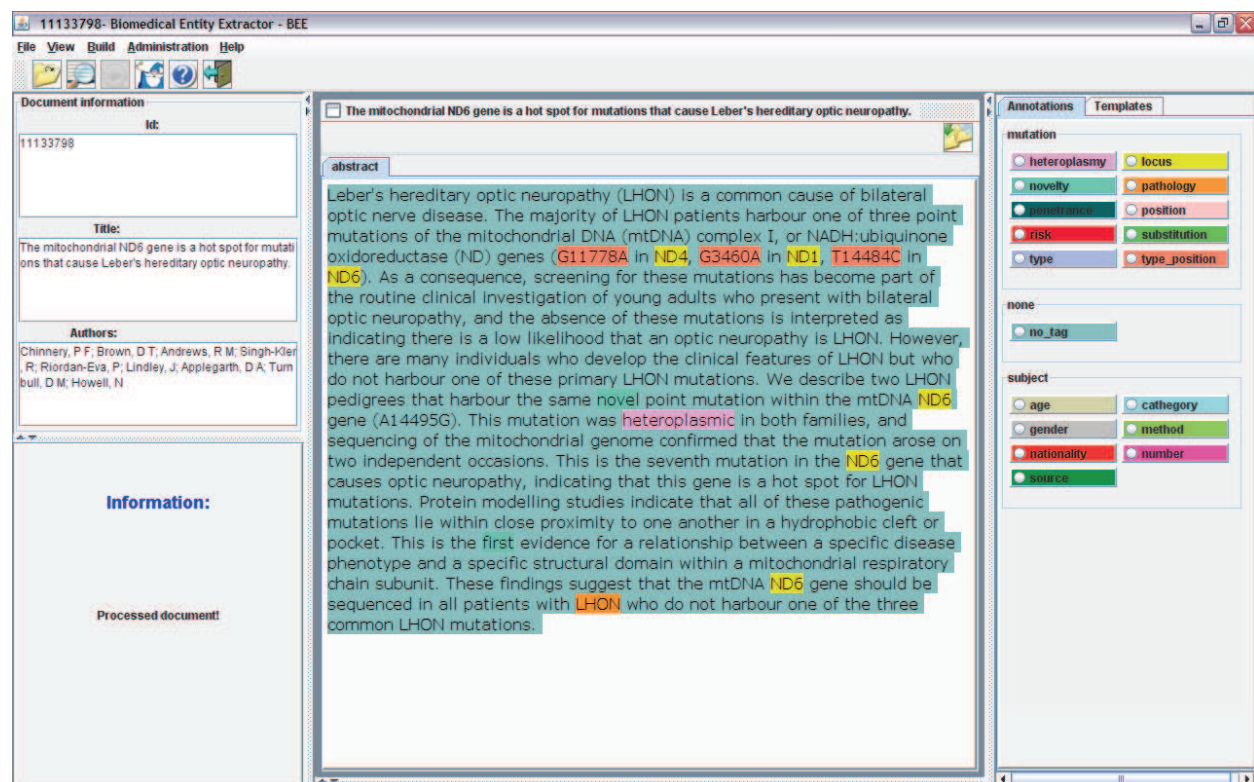 11133798- Biomedical Entity Extractor - BEE
File View Build Administration Help
Document information
Id:
11133798
Title:
The mitochondrial ND6 gene is a hot spot for mutati
ons that cause Leber's hereditary optic neuropathy.
Authors:
Chinnery, P F; Brown, D T; Andrews, R M; Singh-Kler
, R; Riordan-Eva, P; Lindley, J; Applegarth, D A; Turn
bull, D M; Howell, N
Information:
Processed document!
The mitochondrial ND6 gene is a hot spot for mutations that cause Leber's hereditary optic neuropathy.
abstract
Leber's hereditary optic neuropathy (LHON) is a common cause of bilateral
optic nerve disease. The majority of LHON patients harbour one of three point
mutations of the mitochondrial DNA (mtDNA) complex I, or NADH:ubiquinone
oxidoreductase (ND) genes (G11778A in ND4, G3460A in ND1, T14484C in
ND6). As a consequence, screening for these mutations has become part of
the routine clinical investigation of young adults who present with bilateral
optic neuropathy, and the absence of these mutations is interpreted as
indicating there is a low likelihood that an optic neuropathy is LHON. However,
there are many individuals who develop the clinical features of LHON but who
do not harbour one of these primary LHON mutations. We describe two LHON
pedigrees that harbour the same novel point mutation within the mtDNA ND6
gene (A14495G). This mutation was heteroplasmic in both families, and
sequencing of the mitochondrial genome confirmed that the mutation arose on
two independent occasions. This is the seventh mutation in the ND6 gene that
causes optic neuropathy, indicating that this gene is a hot spot for LHON
mutations. Protein modelling studies indicate that all of these pathogenic
mutations lie within close proximity to one another in a hydrophobic cleft or
pocket. This is the first evidence for a relationship between a specific disease
phenotype and a specific structural domain within a mitochondrial respiratory
chain subunit. These findings suggest that the mtDNA ND6 gene should be
sequenced in all patients with LHON who do not harbour one of the three
common LHON mutations.
Annotations Templates
mutation
heteroplasmy locus
novelty pathology
penetrance position
risk substitution
type type_position
none
no_tag
subject
age cathegory
gender method
nationality number
source